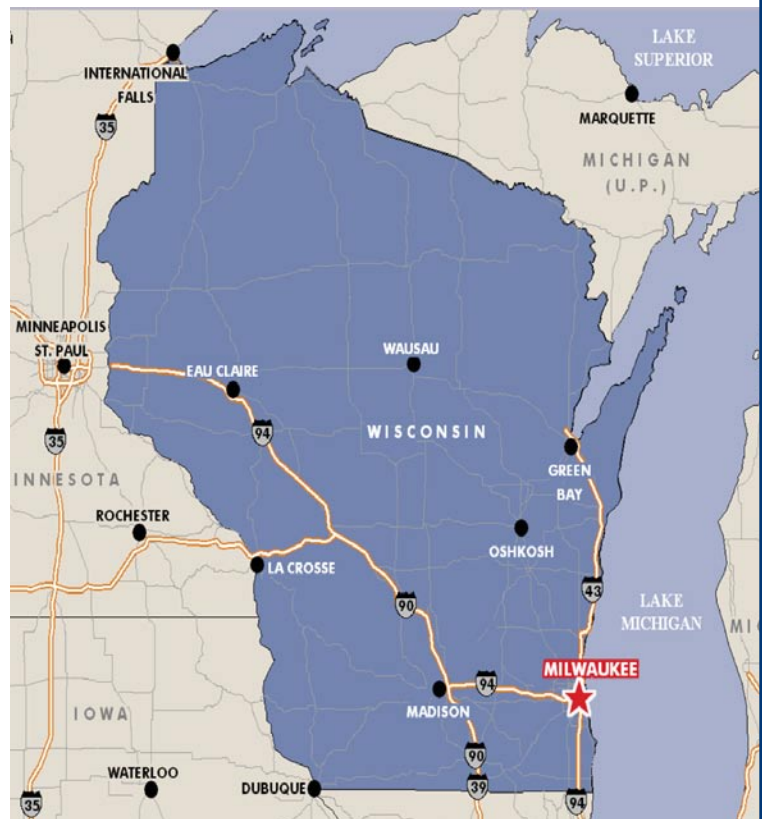 LAKE
SUPERIOR
INTERNATIONAL
FALLS
MARQUETTE
35
MICHIGAN
(U.P.)
MINNEAPOLIS
ST. PAUL
WAUSAU
EAU CLAIRE
94
WISCONSIN
35
GREEN
BAY
INNESOTA
ROCHESTER
OSHKOSH
LA CROSSE
43
90
LAKE
MICHIGAN
MI
MILWAUKEE
94
MADISON
IOWA
90
WATERLOO
DUBUQUE
39
35
94